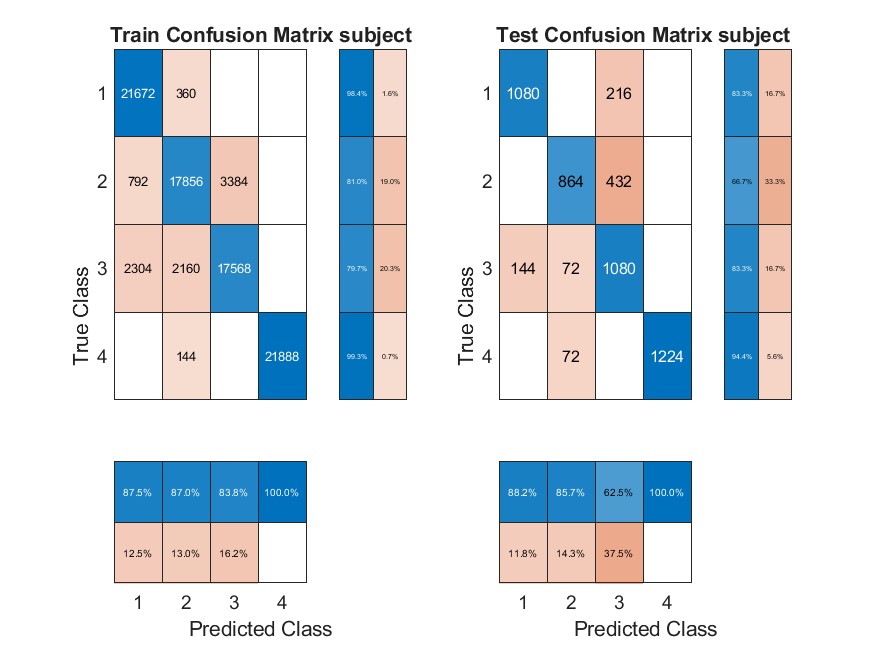 Train Confusion Matrix subject
1 21672 360 98.4% 1.6%
2 792 17856 3384 81.0% 19.0%
3 2304 2160 17568 79.7% 20.3%
4 144 21888 99.3% 0.7%
True Class
87.5% 87.0% 83.8% 100.0%
12.5% 13.0% 16.2%
1 2 3 4
Predicted Class
Test Confusion Matrix subject
1 1080 216 83.3% 16.7%
2 864 432 66.7% 33.3%
3 144 72 1080 83.3% 16.7%
4 72 1224 94.4% 5.6%
True Class
88.2% 85.7% 62.5% 100.0%
11.8% 14.3% 37.5%
1 2 3 4
Predicted Class